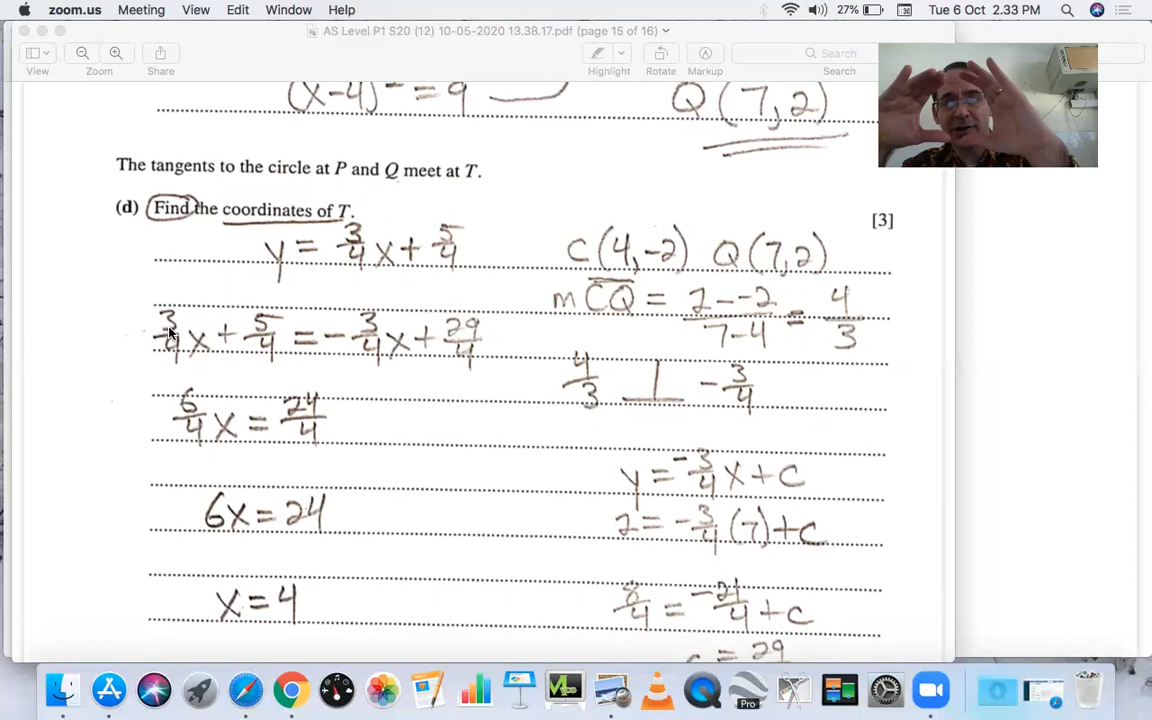 zoom.us Meeting View Edit Window Help 27% Tue 6 Oct 2.33 PM
AS Level P1 S20 (12) 10-05-2020 13.38.17.pdf (page 15 of 16)
View Zoom Share Highlight Rotate Markup Search
Search
(x-4)² = 9
Q (7,2)
The tangents to the circle at P and Q meet at T.
(d) Find the coordinates of T.
[3]
y = 3/4 x + 5/4
C (4,-2) Q (7,2)
3/4 x + 5/4 = -3/4 x + 29/4
m CQ = 2--2/7-4 = 4/3
4/3 ⊥ -3/4
6/4 x = 24/4
y = -3/4 x + c
6x = 24
2 = -3/4 (7) + c
x = 4
8/4 = -21/4 + c
= 29
Pro